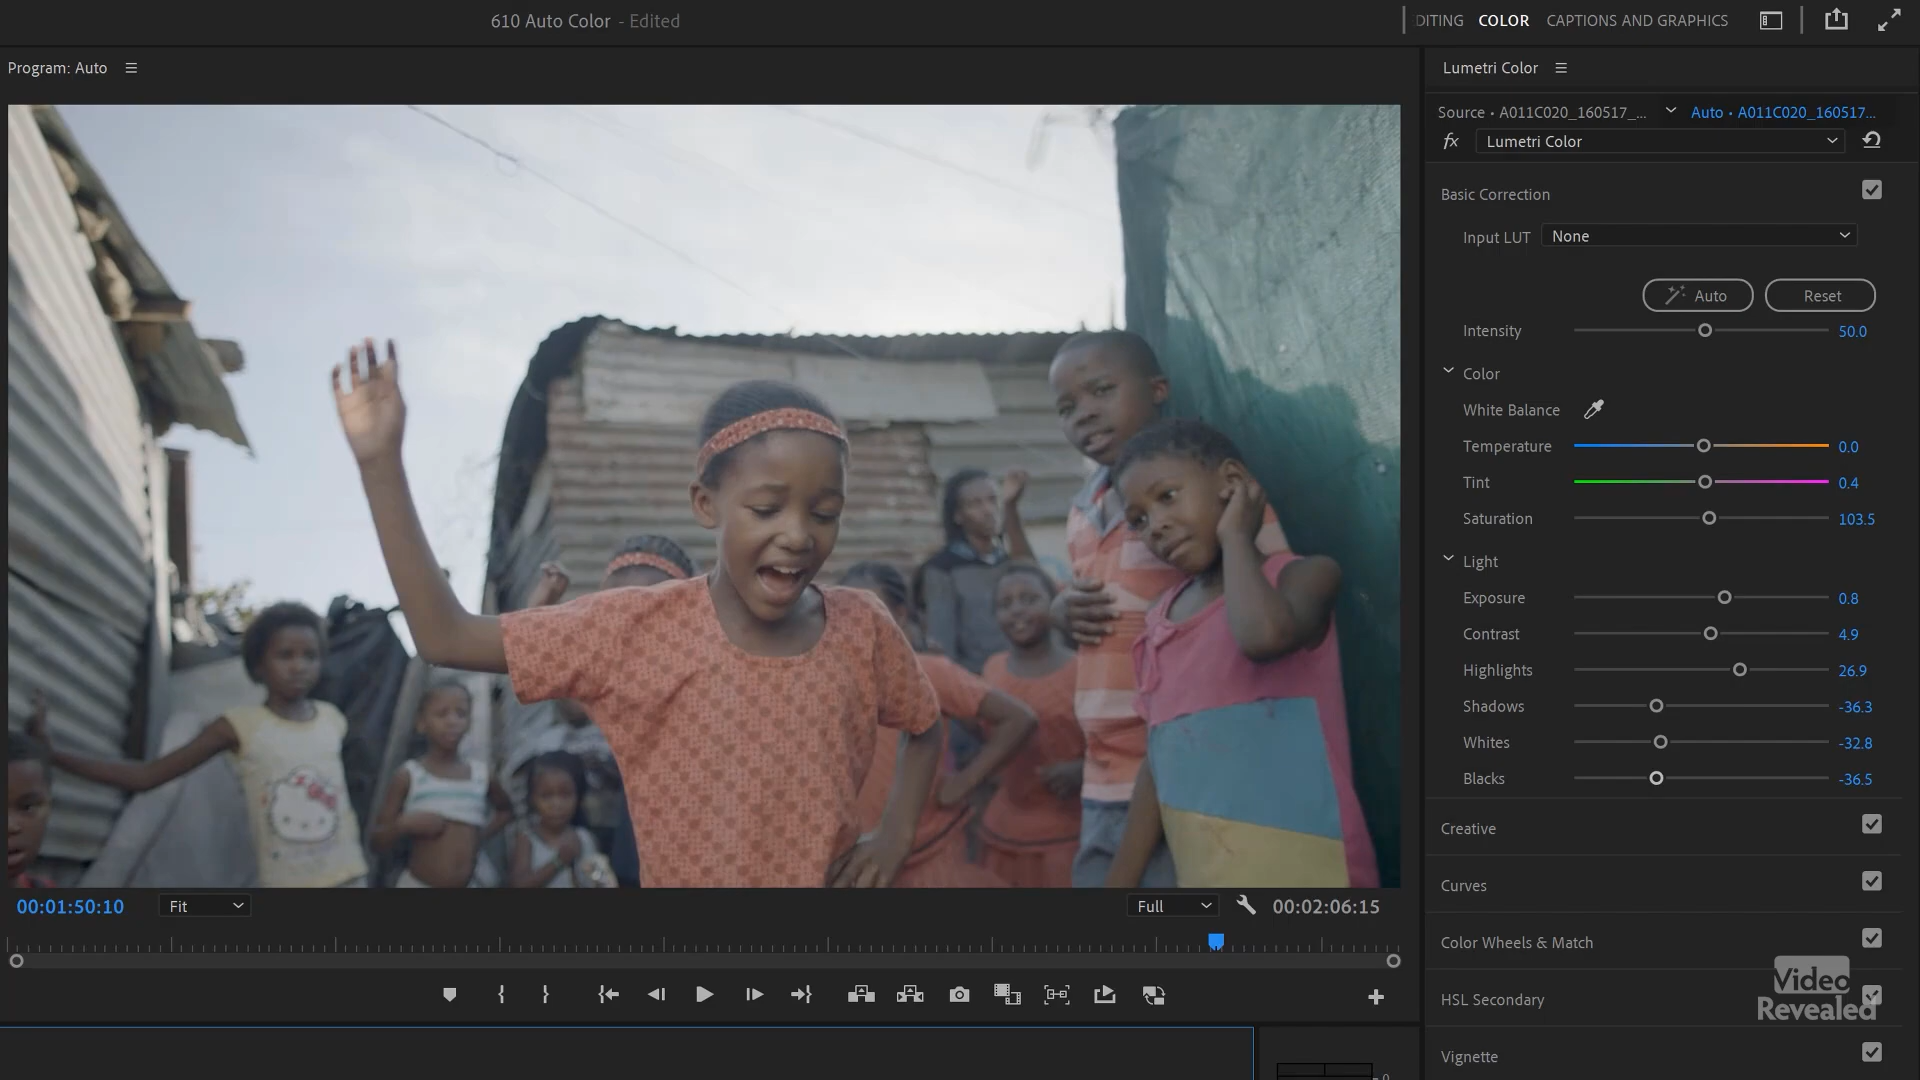 610 Auto Color - Edited
DITING COLOR CAPTIONS AND GRAPHICS
Program: Auto
Lumetri Color
Source • A011C020_160517_... Auto • A011C020_160517...
fx Lumetri Color
Basic Correction
Input LUT None
Auto Reset
Intensity 50.0
Color
White Balance
Temperature 0.0
Tint 0.4
Saturation 103.5
Light
Exposure 0.8
Contrast 4.9
Highlights 26.9
Shadows -36.3
Whites -32.8
Blacks -36.5
Creative
Curves
Color Wheels & Match
HSL Secondary
Vignette
00:01:50:10 Fit Full 00:02:06:15
Video
Revealed
0